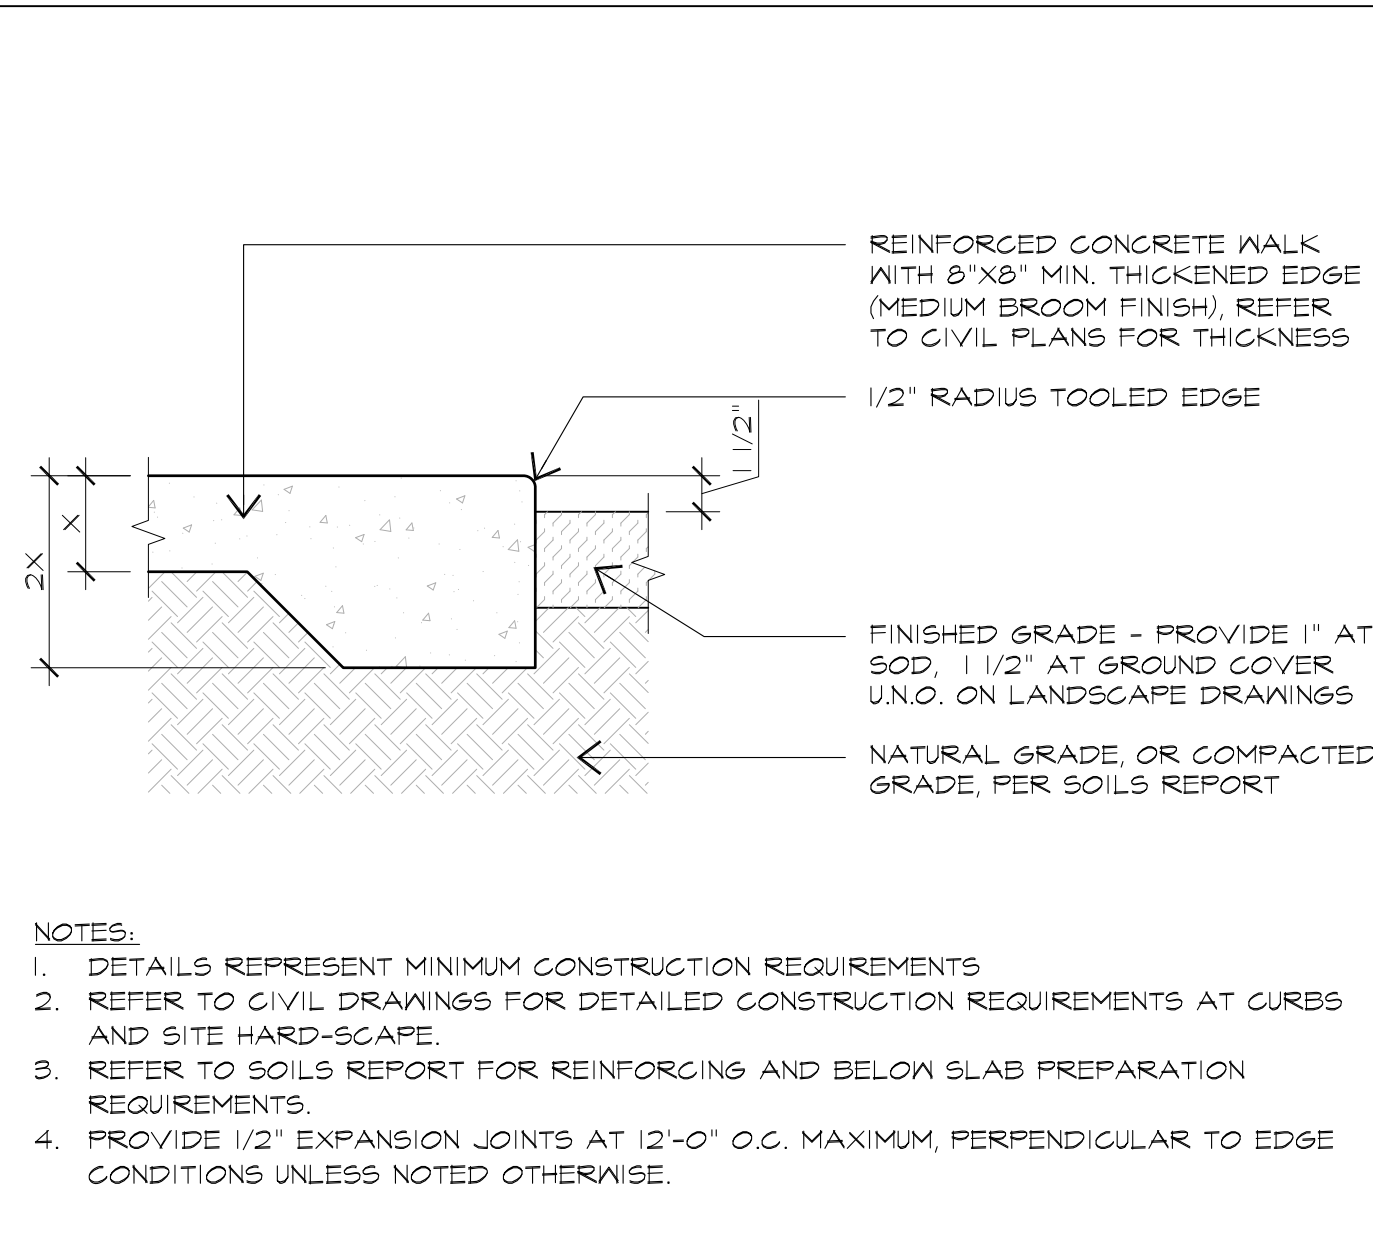 REINFORCED CONCRETE WALK
WITH 8"X8" MIN. THICKENED EDGE
(MEDIUM BROOM FINISH), REFER
TO CIVIL PLANS FOR THICKNESS
1/2" RADIUS TOOLED EDGE
1 1/2"
X
2X
FINISHED GRADE - PROVIDE 1" AT
SOD, 1 1/2" AT GROUND COVER
U.N.O. ON LANDSCAPE DRAWINGS
NATURAL GRADE, OR COMPACTED
GRADE, PER SOILS REPORT
NOTES:
1. DETAILS REPRESENT MINIMUM CONSTRUCTION REQUIREMENTS
2. REFER TO CIVIL DRAWINGS FOR DETAILED CONSTRUCTION REQUIREMENTS AT CURBS
AND SITE HARD-SCAPE.
3. REFER TO SOILS REPORT FOR REINFORCING AND BELOW SLAB PREPARATION
REQUIREMENTS.
4. PROVIDE 1/2" EXPANSION JOINTS AT 12'-0" O.C. MAXIMUM, PERPENDICULAR TO EDGE
CONDITIONS UNLESS NOTED OTHERWISE.